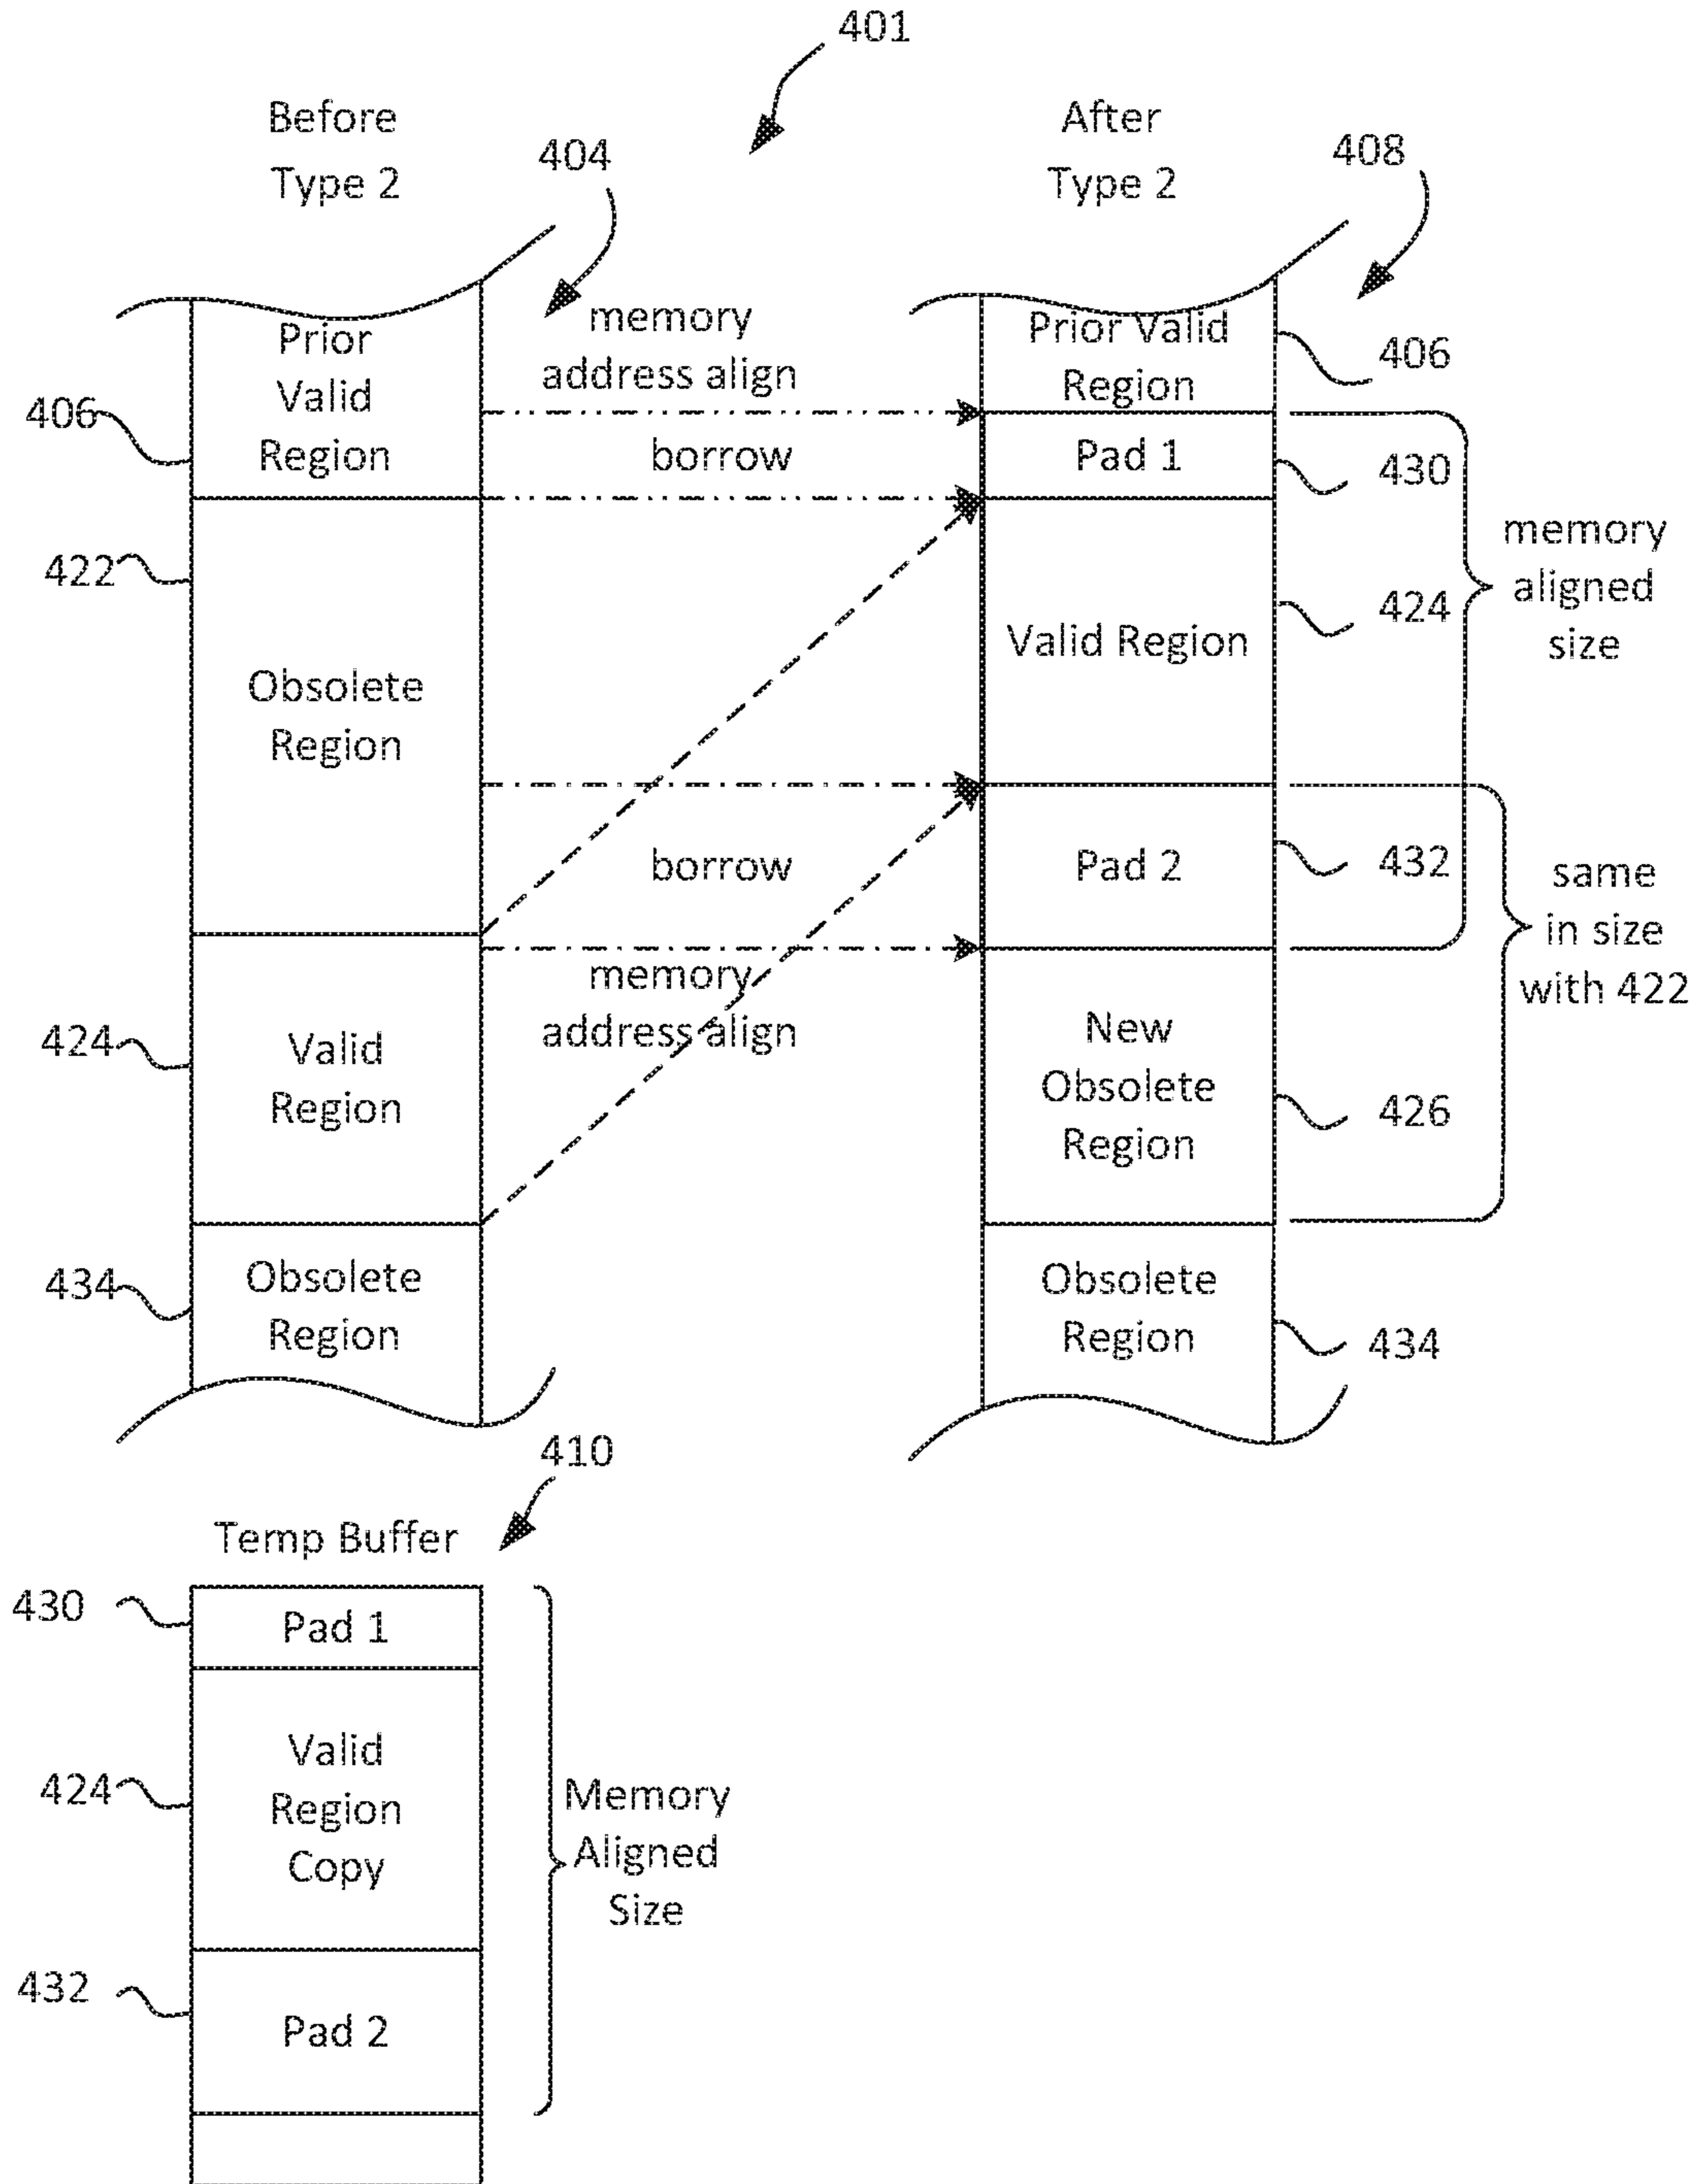 401
Before
Type 2
404
After
Type 2
408
Prior
Valid
Region
406
memory
address align
borrow
Prior Valid
Region
406
Pad 1
430
422
Obsolete
Region
Valid Region
424
memory
aligned
size
borrow
Pad 2
432
same
in size
with 422
424
Valid
Region
memory
address align
New
Obsolete
Region
426
434
Obsolete
Region
Obsolete
Region
434
410
Temp Buffer
430
Pad 1
424
Valid
Region
Copy
Memory
Aligned
Size
432
Pad 2